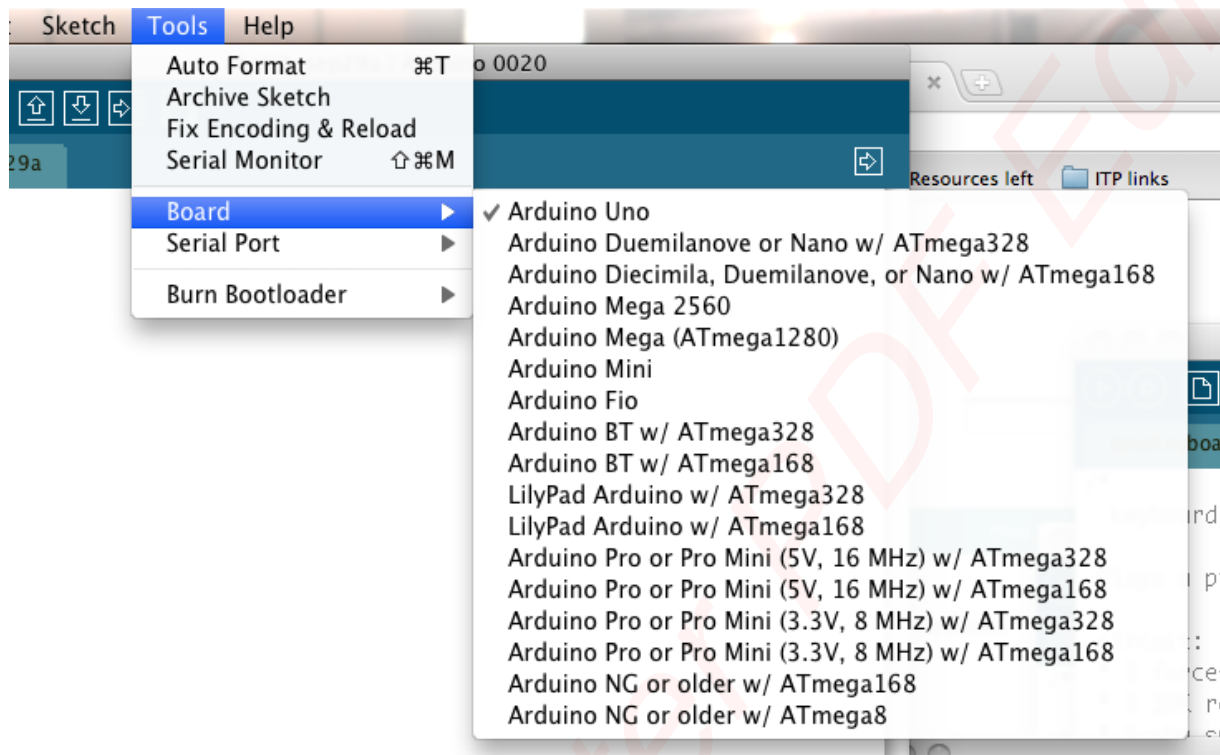 Sketch Tools Help
Auto Format ⌘T
o 0020
Archive Sketch
Fix Encoding & Reload
Serial Monitor ⇧⌘M
29a
Resources left ITP links
Board
Serial Port
Burn Bootloader
✓ Arduino Uno
Arduino Duemilanove or Nano w/ ATmega328
Arduino Diecimila, Duemilanove, or Nano w/ ATmega168
Arduino Mega 2560
Arduino Mega (ATmega1280)
Arduino Mini
Arduino Fio
Arduino BT w/ ATmega328
Arduino BT w/ ATmega168
LilyPad Arduino w/ ATmega328
LilyPad Arduino w/ ATmega168
Arduino Pro or Pro Mini (5V, 16 MHz) w/ ATmega328
Arduino Pro or Pro Mini (5V, 16 MHz) w/ ATmega168
Arduino Pro or Pro Mini (3.3V, 8 MHz) w/ ATmega328
Arduino Pro or Pro Mini (3.3V, 8 MHz) w/ ATmega168
Arduino NG or older w/ ATmega168
Arduino NG or older w/ ATmega8